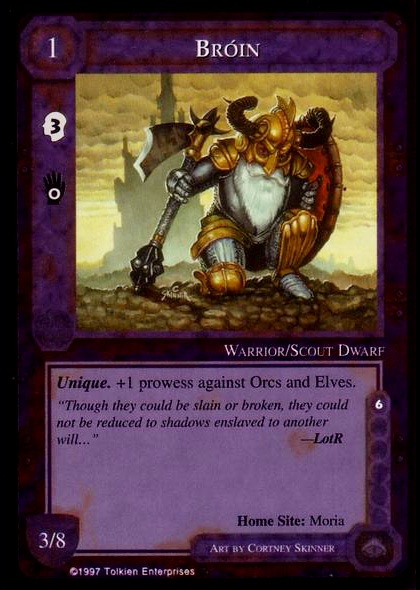 1
BRÓIN
3
0
SKINNER
WARRIOR/SCOUT DWARF
Unique. +1 prowess against Orcs and Elves.
“Though they could be slain or broken, they could
not be reduced to shadows enslaved to another
will...” —LotR
6
Home Site: Moria
3/8
ART BY CORTNEY SKINNER
©1997 Tolkien Enterprises